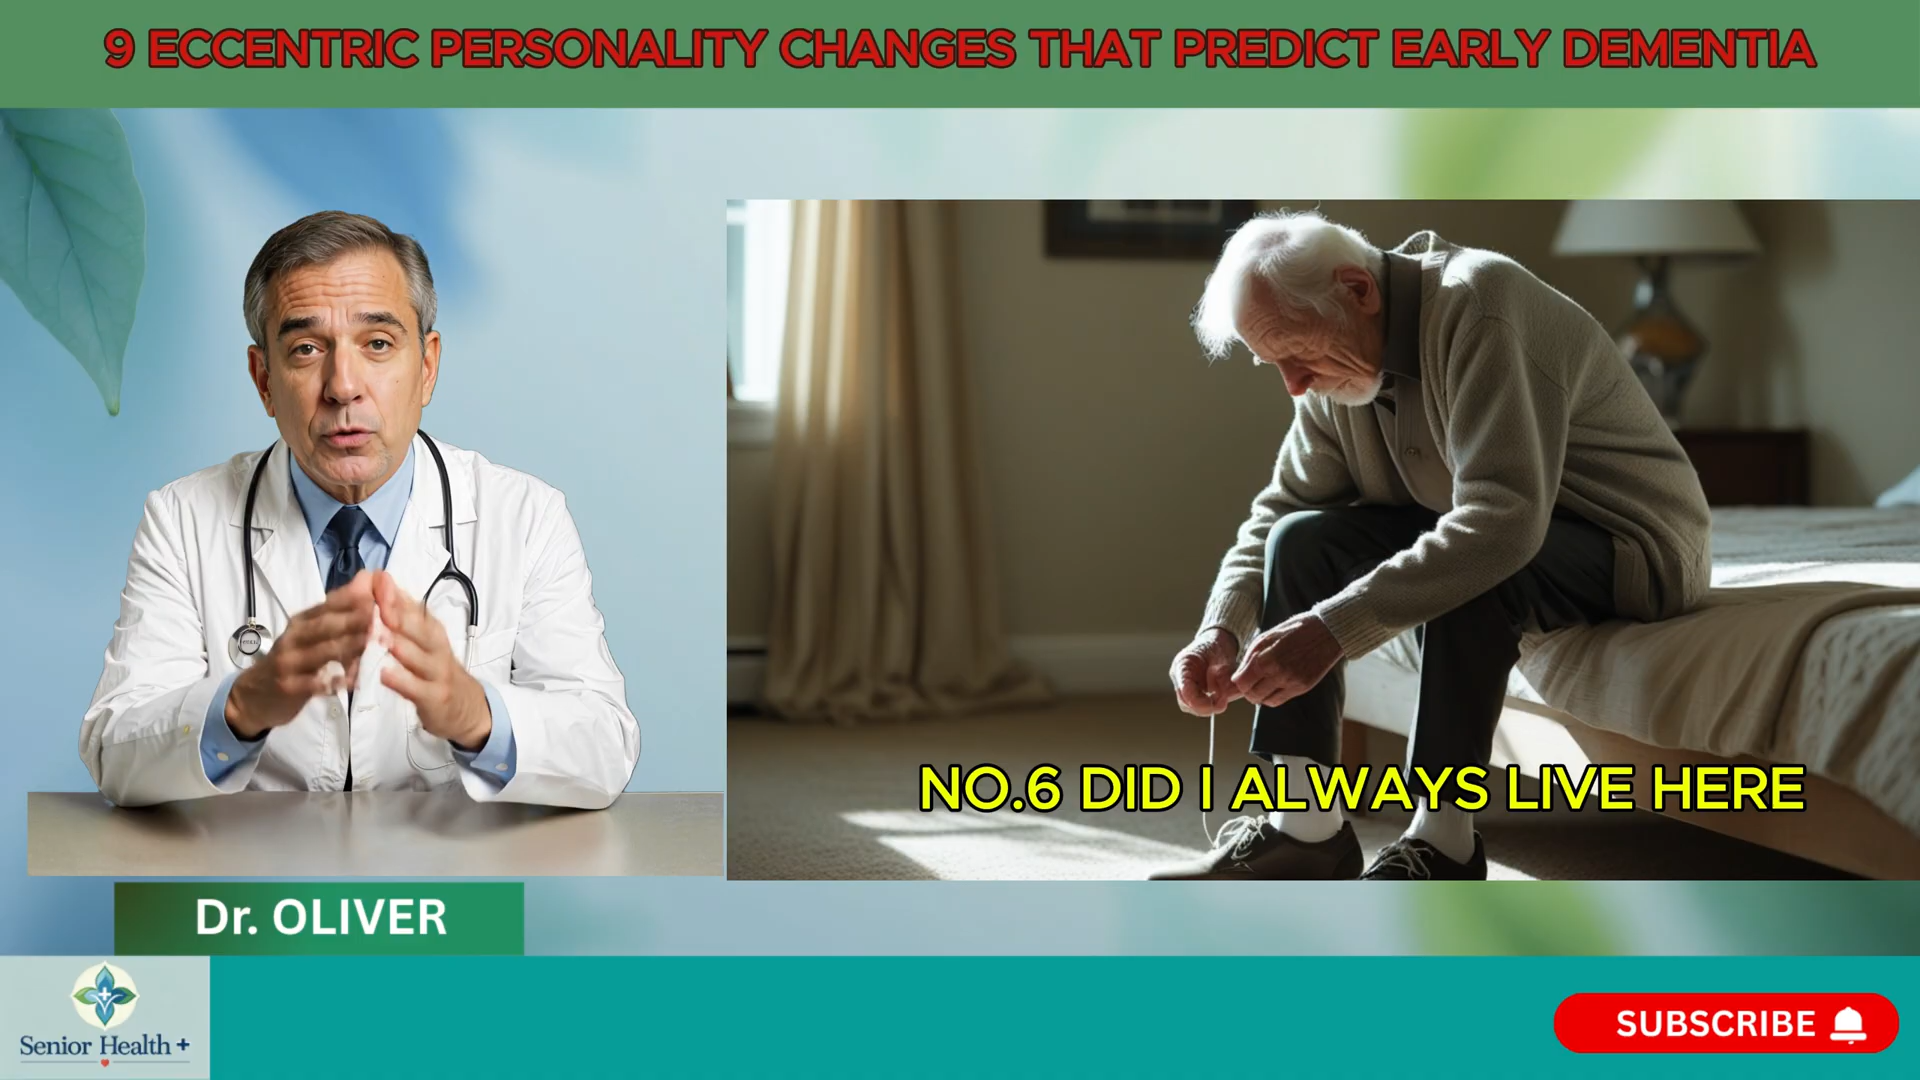 9 ECCENTRIC PERSONALITY CHANGES THAT PREDICT EARLY DEMENTIA
NO.6 DID I ALWAYS LIVE HERE
Dr. OLIVER
Senior Health +
SUBSCRIBE